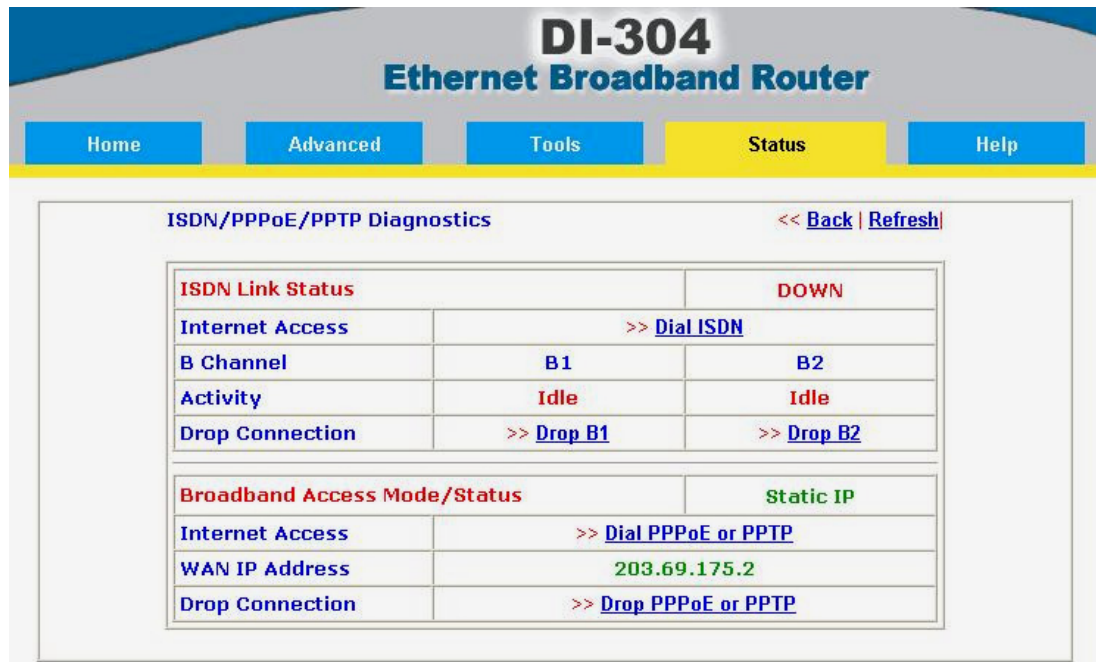 DI-304
Ethernet Broadband Router
Home Advanced Tools Status Help
ISDN/PPPoE/PPTP Diagnostics << Back | Refresh|
ISDN Link Status DOWN
Internet Access >> Dial ISDN
B Channel B1 B2
Activity Idle Idle
Drop Connection >> Drop B1 >> Drop B2
Broadband Access Mode/Status Static IP
Internet Access >> Dial PPPoE or PPTP
WAN IP Address 203.69.175.2
Drop Connection >> Drop PPPoE or PPTP